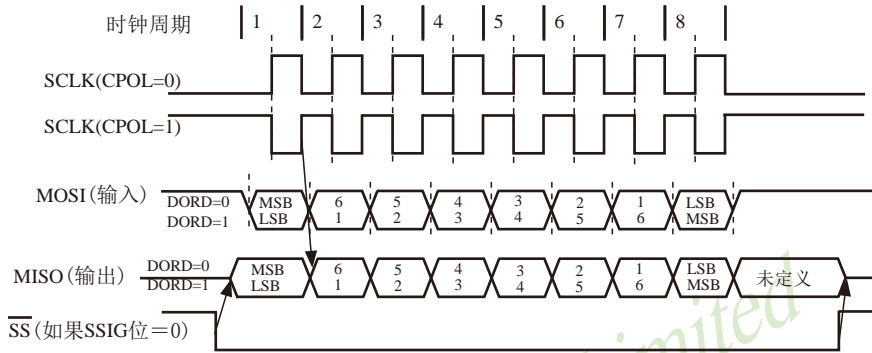 时钟周期 1 2 3 4 5 6 7 8
SCLK(CPOL=0)
SCLK(CPOL=1)
MOSI(输入) DORD=0 MSB 6 5 4 3 2 1 LSB
DORD=1 LSB 1 2 3 4 5 6 MSB
MISO(输出) DORD=0 MSB 6 5 4 3 2 1 LSB 未定义
DORD=1 LSB 1 2 3 4 5 6 MSB
SS(如果SSIG位=0)
imited